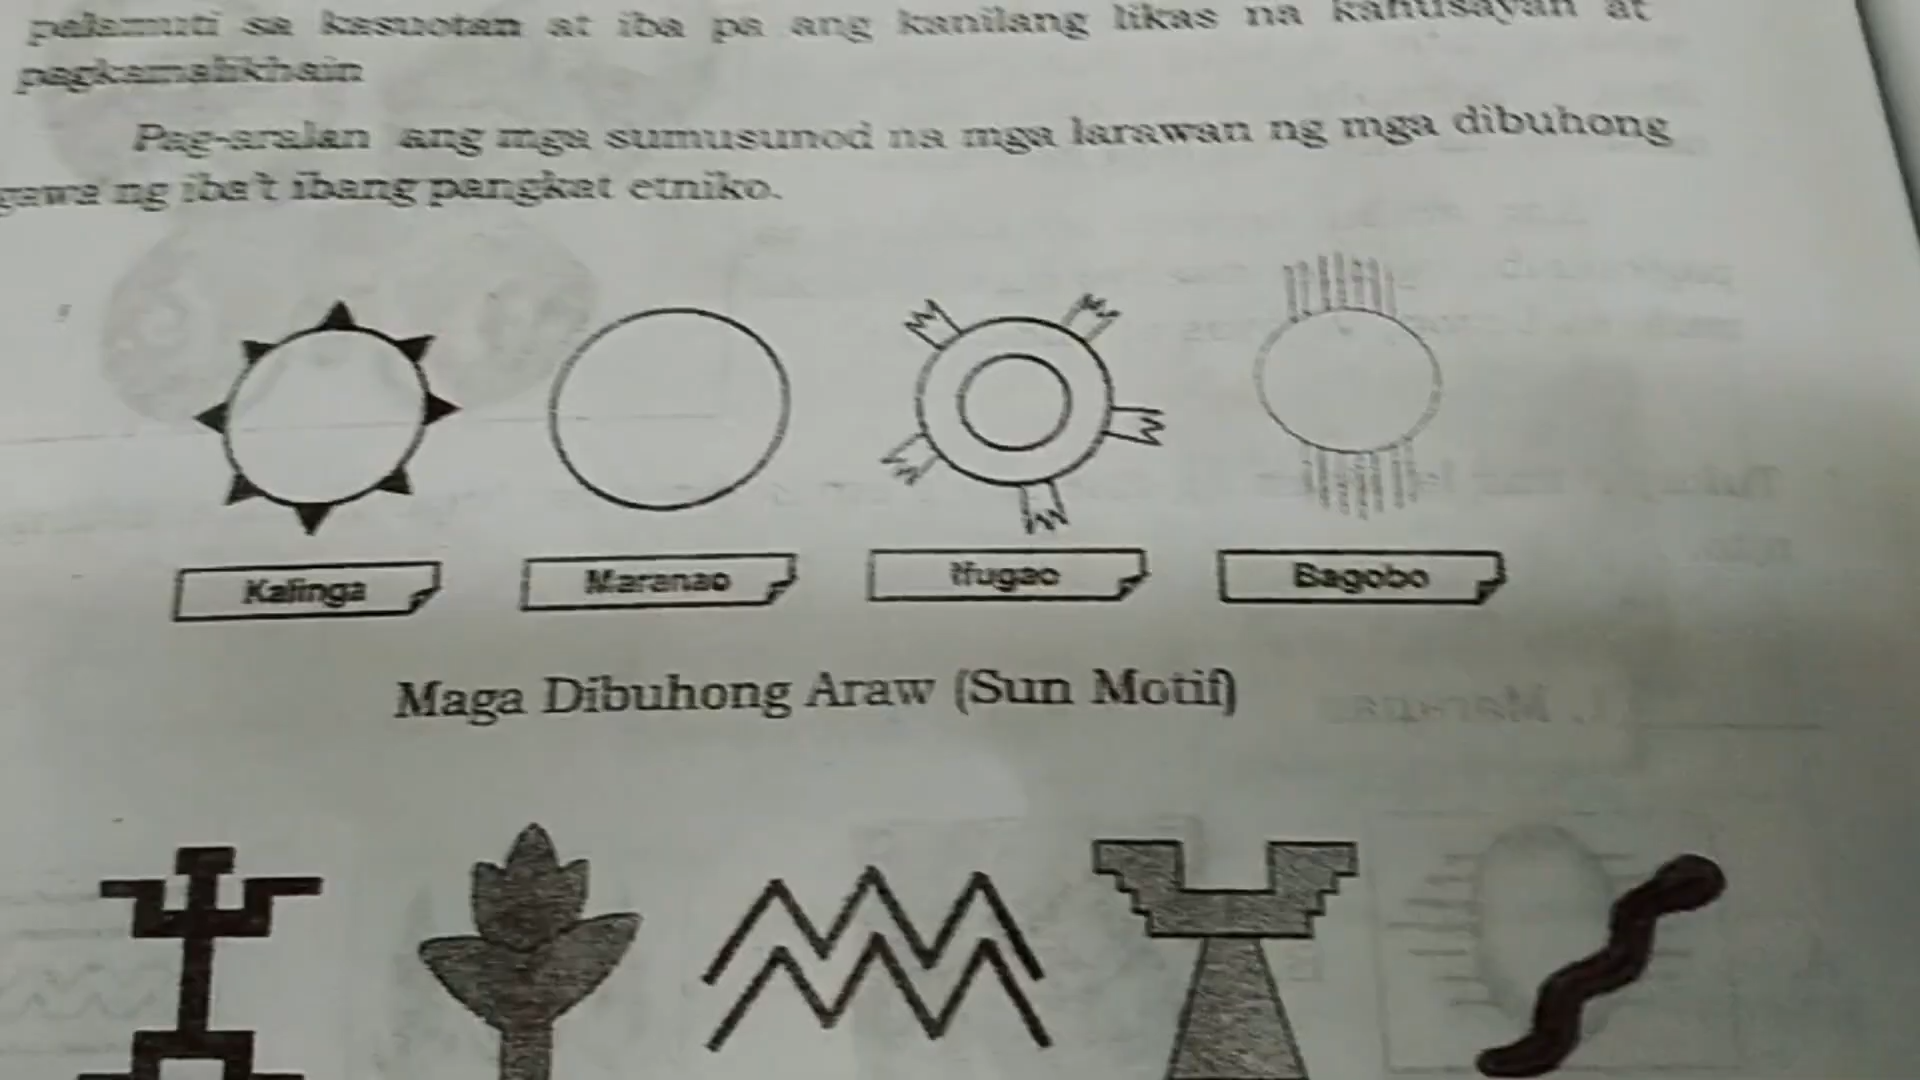 palamuti sa kasuotan at iba pa ang kanilang likas na kahusayan at
pagkamalikhain
Pag-aralan ang mga sumusunod na mga larawan ng mga dibuhong
gawa ng iba't ibang pangkat etniko.
Kalinga
Maranao
Ifugao
Bagobo
Maga Dibuhong Araw (Sun Motif)